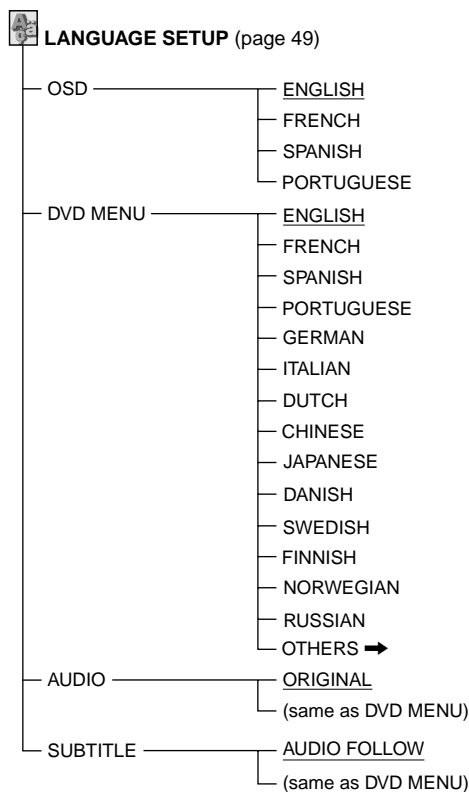 LANGUAGE SETUP (page 49)
OSD
ENGLISH
FRENCH
SPANISH
PORTUGUESE
DVD MENU
ENGLISH
FRENCH
SPANISH
PORTUGUESE
GERMAN
ITALIAN
DUTCH
CHINESE
JAPANESE
DANISH
SWEDISH
FINNISH
NORWEGIAN
RUSSIAN
OTHERS ➡
AUDIO
ORIGINAL
(same as DVD MENU)
SUBTITLE
AUDIO FOLLOW
(same as DVD MENU)